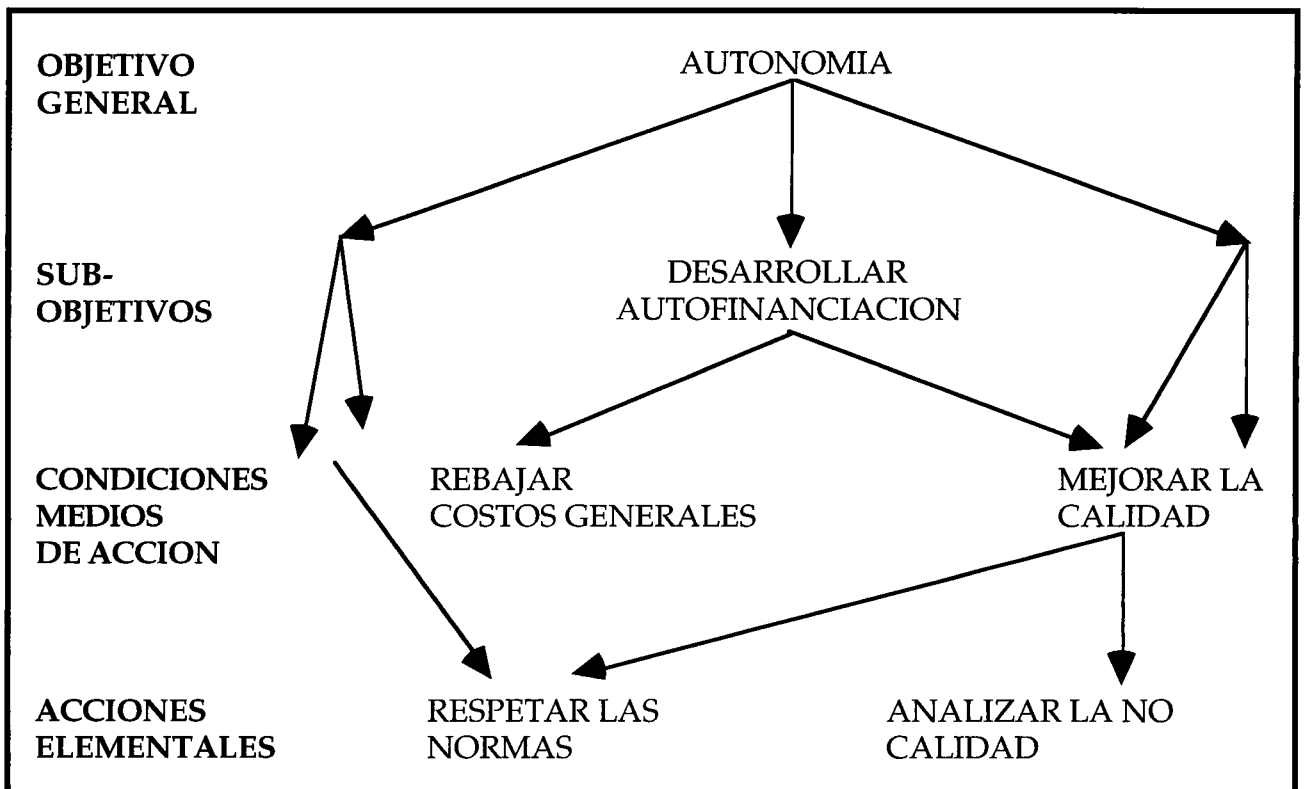 OBJETIVO
GENERAL
AUTONOMIA
SUB-
OBJETIVOS
DESARROLLAR
AUTOFINANCIACION
CONDICIONES
MEDIOS
DE ACCION
REBAJAR
COSTOS GENERALES
MEJORAR LA
CALIDAD
ACCIONES
ELEMENTALES
RESPETAR LAS
NORMAS
ANALIZAR LA NO
CALIDAD